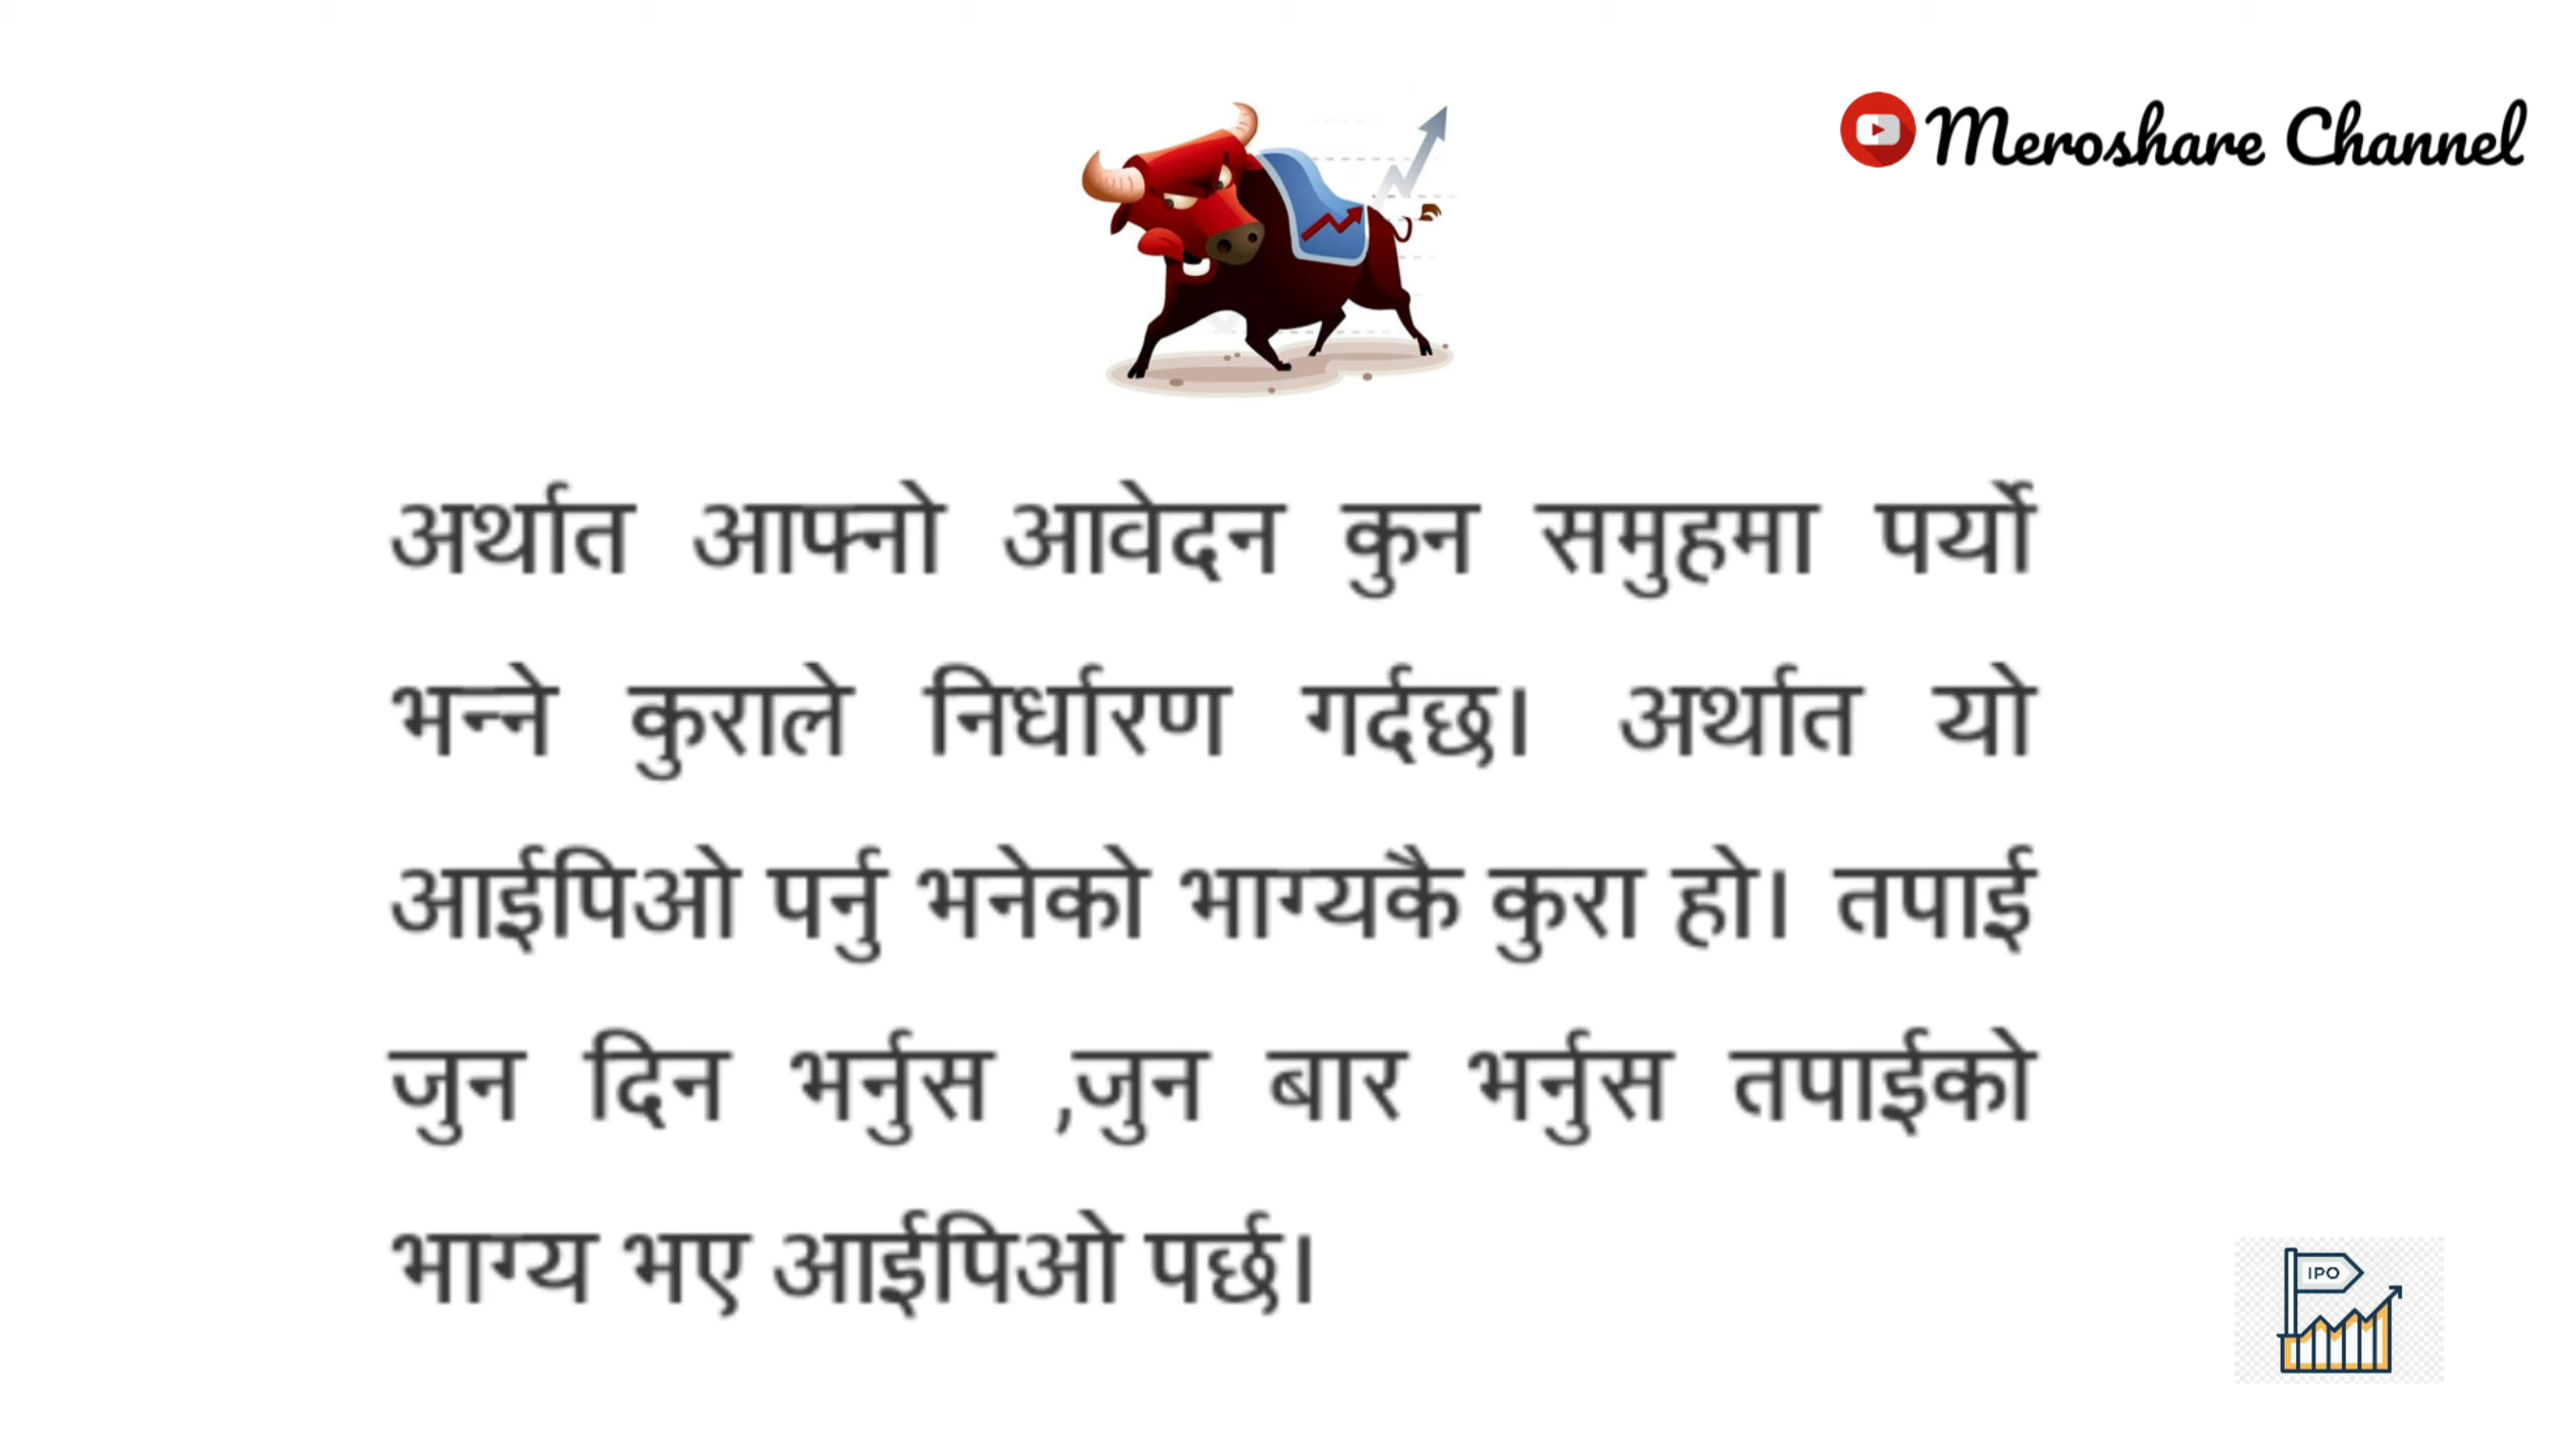 Meroshare Channel
अर्थात आफ्नो आवेदन कुन समुहमा पर्यो
भन्ने कुराले निर्धारण गर्दछ। अर्थात यो
आईपिओ पर्नु भनेको भाग्यकै कुरा हो। तपाई
जुन दिन भर्नुस ,जुन बार भर्नुस तपाईको
भाग्य भए आईपिओ पर्छ।
IPO